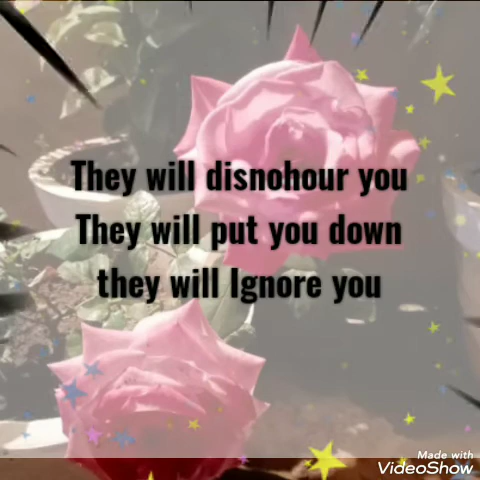 They will disnohour you
They will put you down
they will Ignore you
Made with
VideoShow